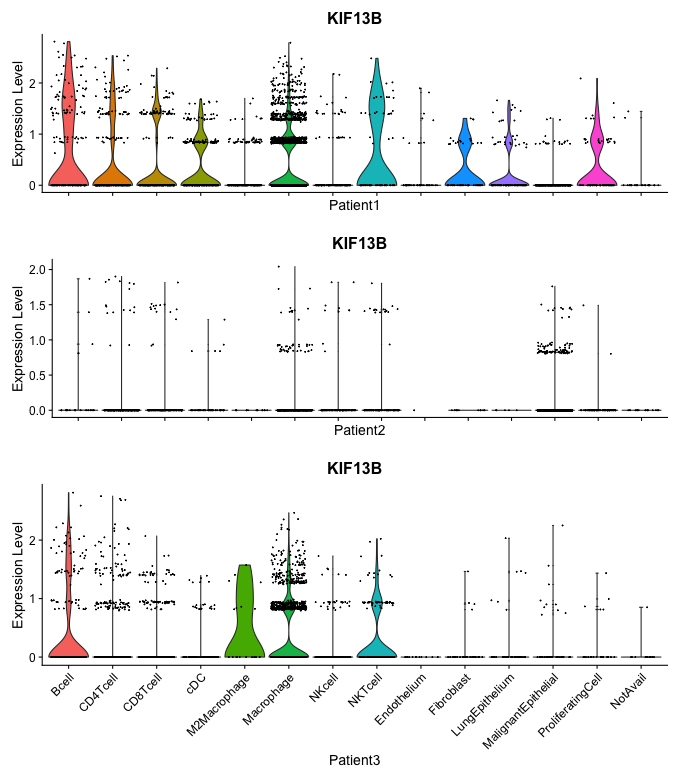 KIF13B
Expression Level
2
1
0
Patient1
KIF13B
Expression Level
2.0
1.5
1.0
0.5
0.0
Patient2
KIF13B
Expression Level
2
1
0
Bcell
CD4Tcell
CD8Tcell
cDC
M2Macrophage
Macrophage
NKcell
NKTcell
Endothelium
Fibroblast
LungEpithelium
MalignantEpithelial
ProliferatingCell
NotAvail
Patient3